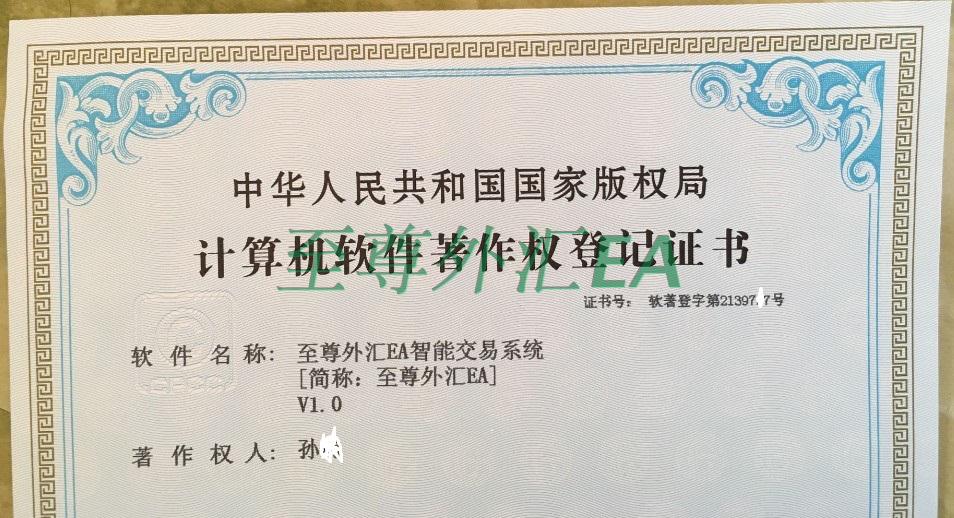 中华人民共和国国家版权局
计算机软件著作权登记证书
至尊外汇EA
证书号： 软著登字第21397 7号
软件名称： 至尊外汇EA智能交易系统
[简称：至尊外汇EA]
V1.0
著作权人： 孙